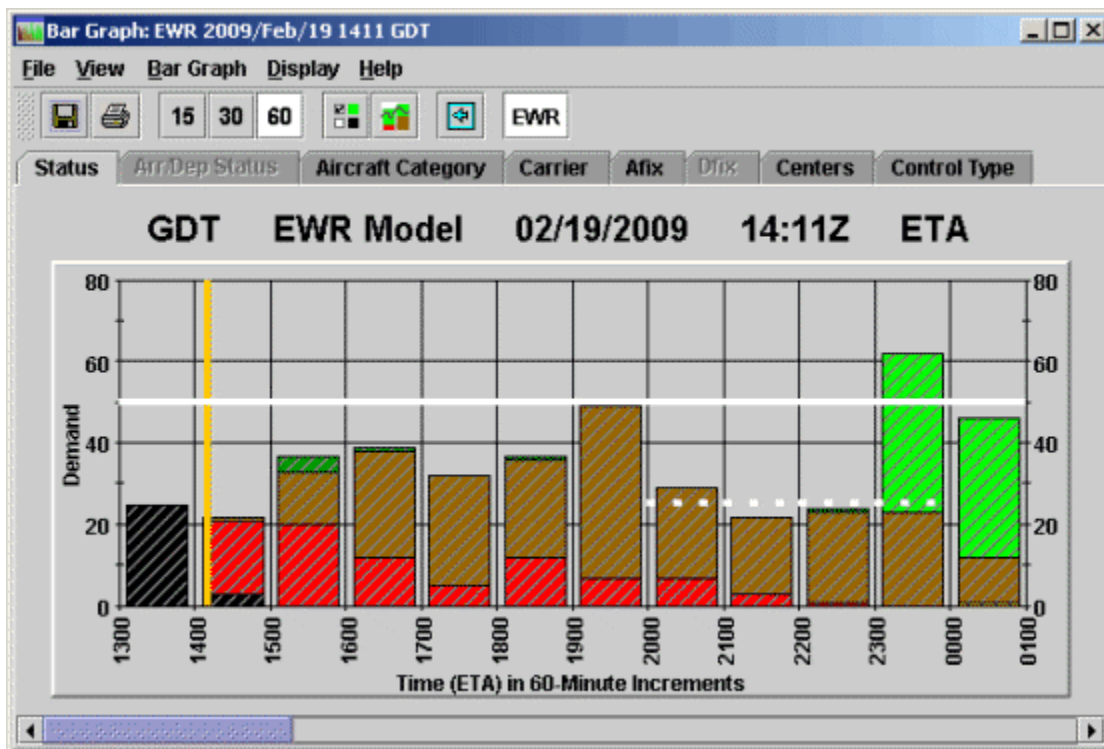 Bar Graph: EWR 2009/Feb/19 1411 GDT
File View Bar Graph Display Help
15 30 60 EWR
Status Arr/Dep Status Aircraft Category Carrier Afix Dfix Centers Control Type
GDT EWR Model 02/19/2009 14:11Z ETA
80 80
60 60
Demand
40 40
20 20
0 0
1300 1400 1500 1600 1700 1800 1900 2000 2100 2200 2300 0000 0100
Time (ETA) in 60-Minute Increments